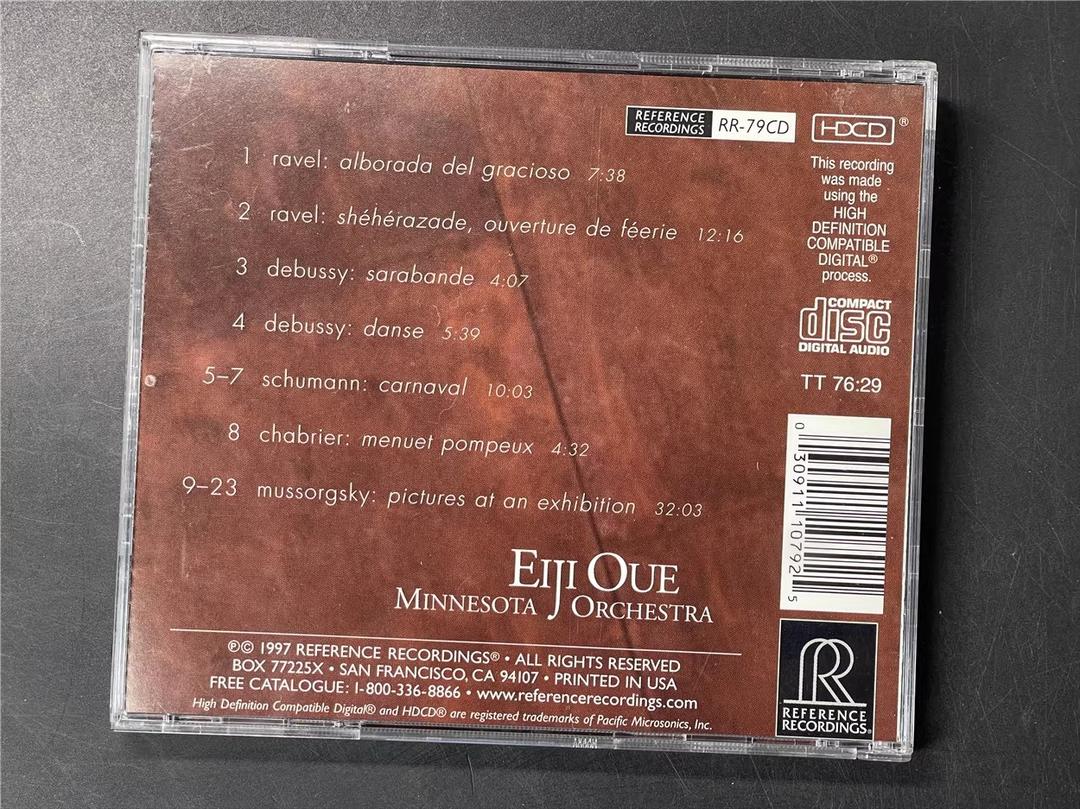 REFERENCE RECORDINGS RR-79CD
HDCD®
1 ravel: alborada del gracioso 7:38
2 ravel: shéhérazade, ouverture de féerie 12:16
3 debussy: sarabande 4:07
4 debussy: danse 5:39
5–7 schumann: carnaval 10:03
8 chabrier: menuet pompeux 4:32
9–23 mussorgsky: pictures at an exhibition 32:03
This recording
was made
using the
HIGH
DEFINITION
COMPATIBLE
DIGITAL®
process.
COMPACT
disc
DIGITAL AUDIO
TT 76:29
0 30911 10792 5
EIJI OUE
MINNESOTA ORCHESTRA
℗© 1997 REFERENCE RECORDINGS® • ALL RIGHTS RESERVED
BOX 77225X • SAN FRANCISCO, CA 94107 • PRINTED IN USA
FREE CATALOGUE: 1-800-336-8866 • www.referencerecordings.com
High Definition Compatible Digital® and HDCD® are registered trademarks of Pacific Microsonics, Inc.
RR
REFERENCE
RECORDINGS®